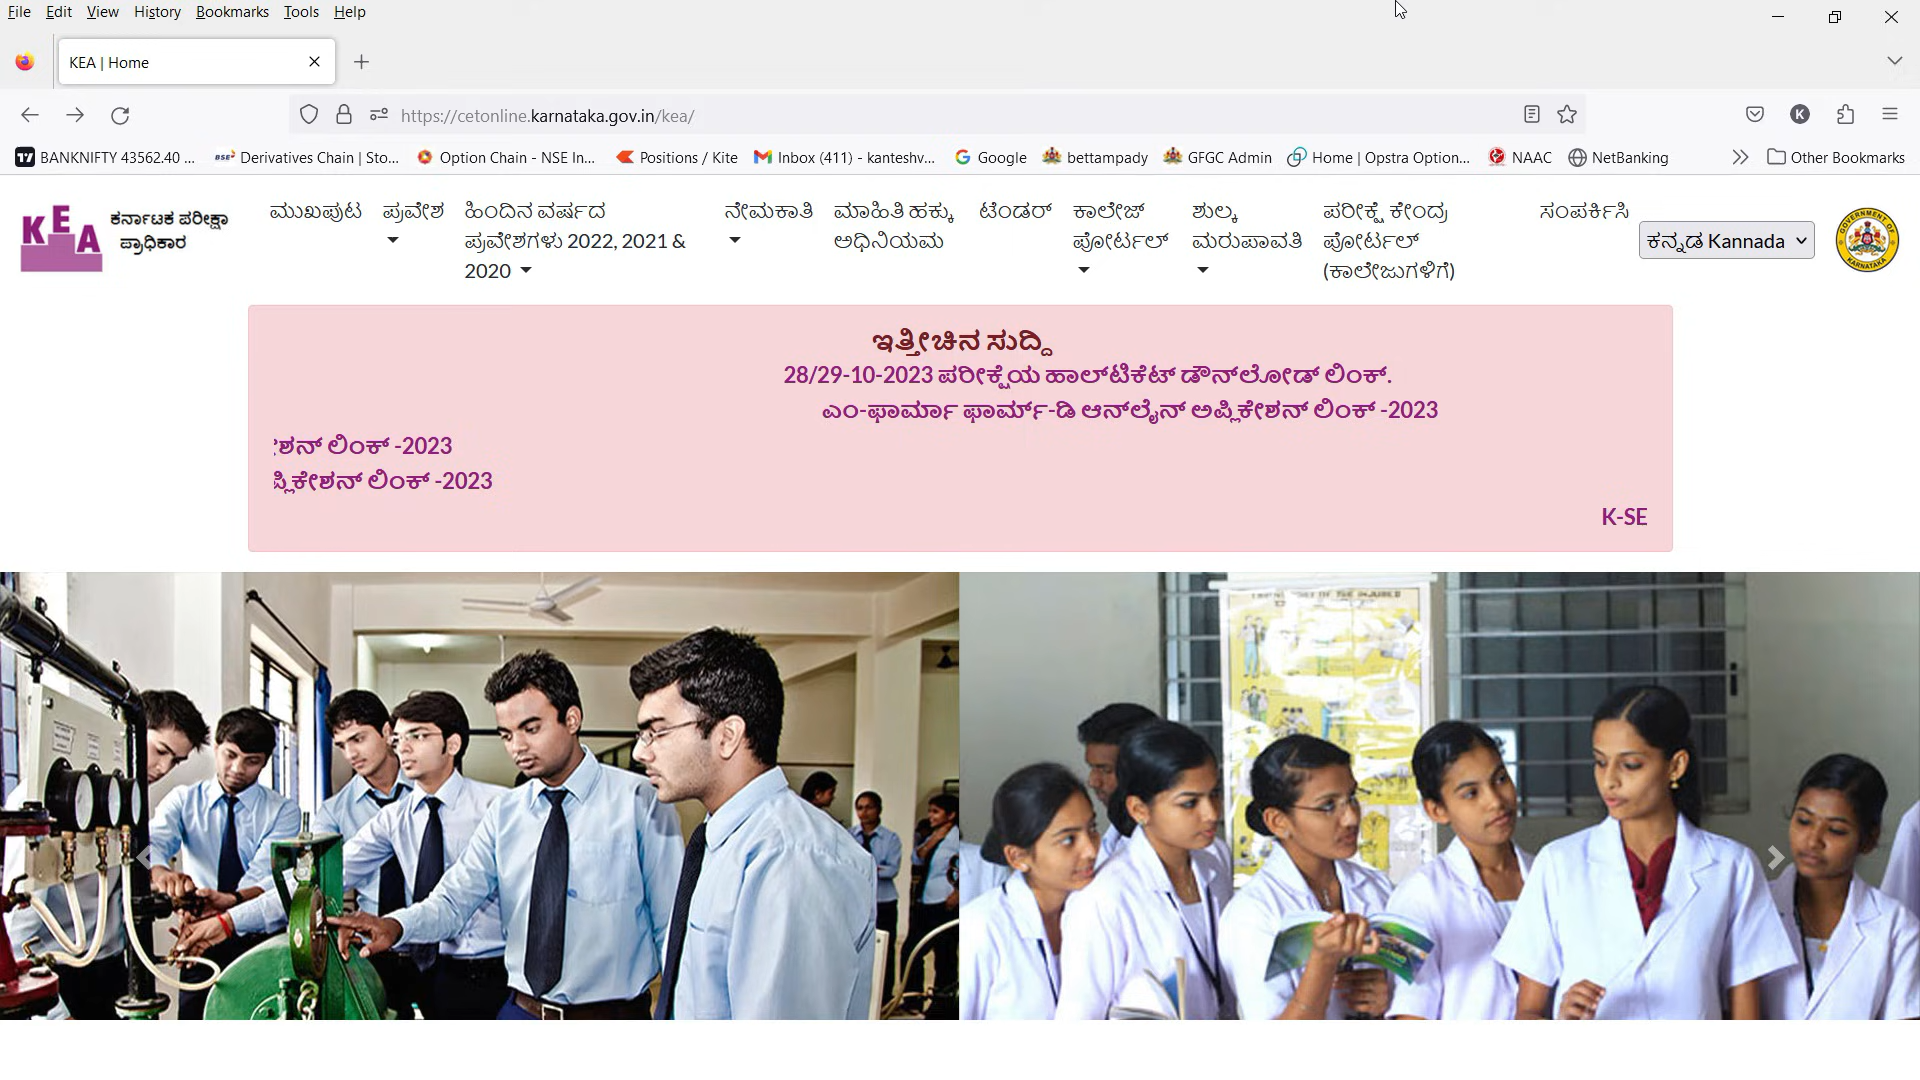 File Edit View History Bookmarks Tools Help
KEA | Home
https://cetonline.karnataka.gov.in/kea/
BANKNIFTY 43562.40 ... Derivatives Chain | Sto... Option Chain - NSE In... Positions / Kite Inbox (411) - kanteshv... Google bettampady GFGC Admin Home | Opstra Option... NAAC NetBanking Other Bookmarks
KEA
ಕರ್ನಾಟಕ ಪರೀಕ್ಷಾ
ಪ್ರಾಧಿಕಾರ
ಮುಖಪುಟ
ಪ್ರವೇಶ
ಹಿಂದಿನ ವರ್ಷದ
ಪ್ರವೇಶಗಳು 2022, 2021 &
2020
ನೇಮಕಾತಿ
ಮಾಹಿತಿ ಹಕ್ಕು
ಅಧಿನಿಯಮ
ಟೆಂಡರ್
ಕಾಲೇಜ್
ಪೋರ್ಟಲ್
ಶುಲ್ಕ
ಮರುಪಾವತಿ
ಪರೀಕ್ಷೆ ಕೇಂದ್ರ
ಪೋರ್ಟಲ್
(ಕಾಲೇಜುಗಳಿಗೆ)
ಸಂಪರ್ಕಿಸಿ
ಕನ್ನಡ Kannada
ಇತ್ತೀಚಿನ ಸುದ್ದಿ
28/29-10-2023 ಪರೀಕ್ಷೆಯ ಹಾಲ್‌ಟಿಕೆಟ್ ಡೌನ್‌ಲೋಡ್ ಲಿಂಕ್.
ಎಂ-ಫಾರ್ಮಾ ಫಾರ್ಮ್-ಡಿ ಆನ್‌ಲೈನ್ ಅಪ್ಲಿಕೇಶನ್ ಲಿಂಕ್ -2023
ಶನ್ ಲಿಂಕ್ -2023
ಪ್ಲಿಕೇಶನ್ ಲಿಂಕ್ -2023
K-SE